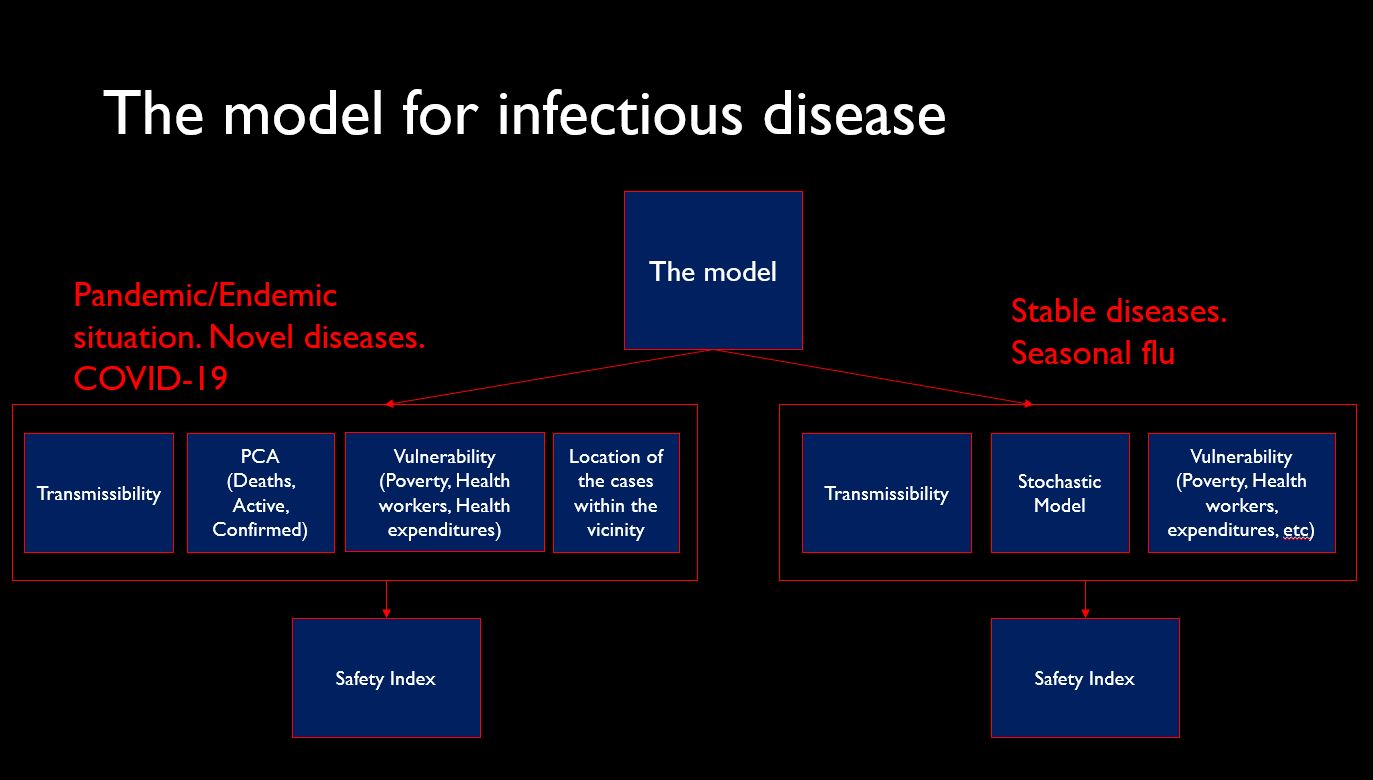 The model for infectious disease
The model
Pandemic/Endemic
situation. Novel diseases.
COVID-19
Stable diseases.
Seasonal flu
Transmissibility
PCA
(Deaths,
Active,
Confirmed)
Vulnerability
(Poverty, Health
workers, Health
expenditures)
Location of
the cases
within the
vicinity
Transmissibility
Stochastic
Model
Vulnerability
(Poverty, Health
workers,
expenditures, etc)
Safety Index
Safety Index